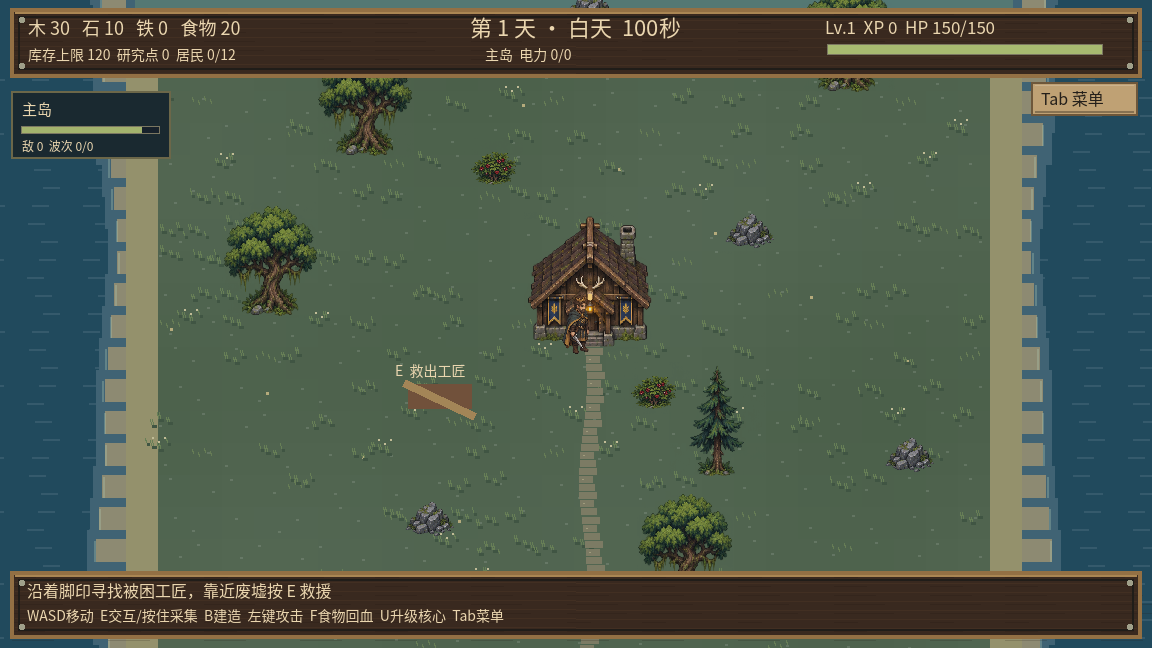 木 30 石 10 铁 0 食物 20
库存上限 120 研究点 0 居民 0/12
第 1 天 · 白天 100秒
主岛 电力 0/0
Lv.1 XP 0 HP 150/150
主岛
敌 0 波次 0/0
Tab 菜单
E 救出工匠
沿着脚印寻找被困工匠，靠近废墟按 E 救援
WASD移动 E交互/按住采集 B建造 左键攻击 F食物回血 U升级核心 Tab菜单